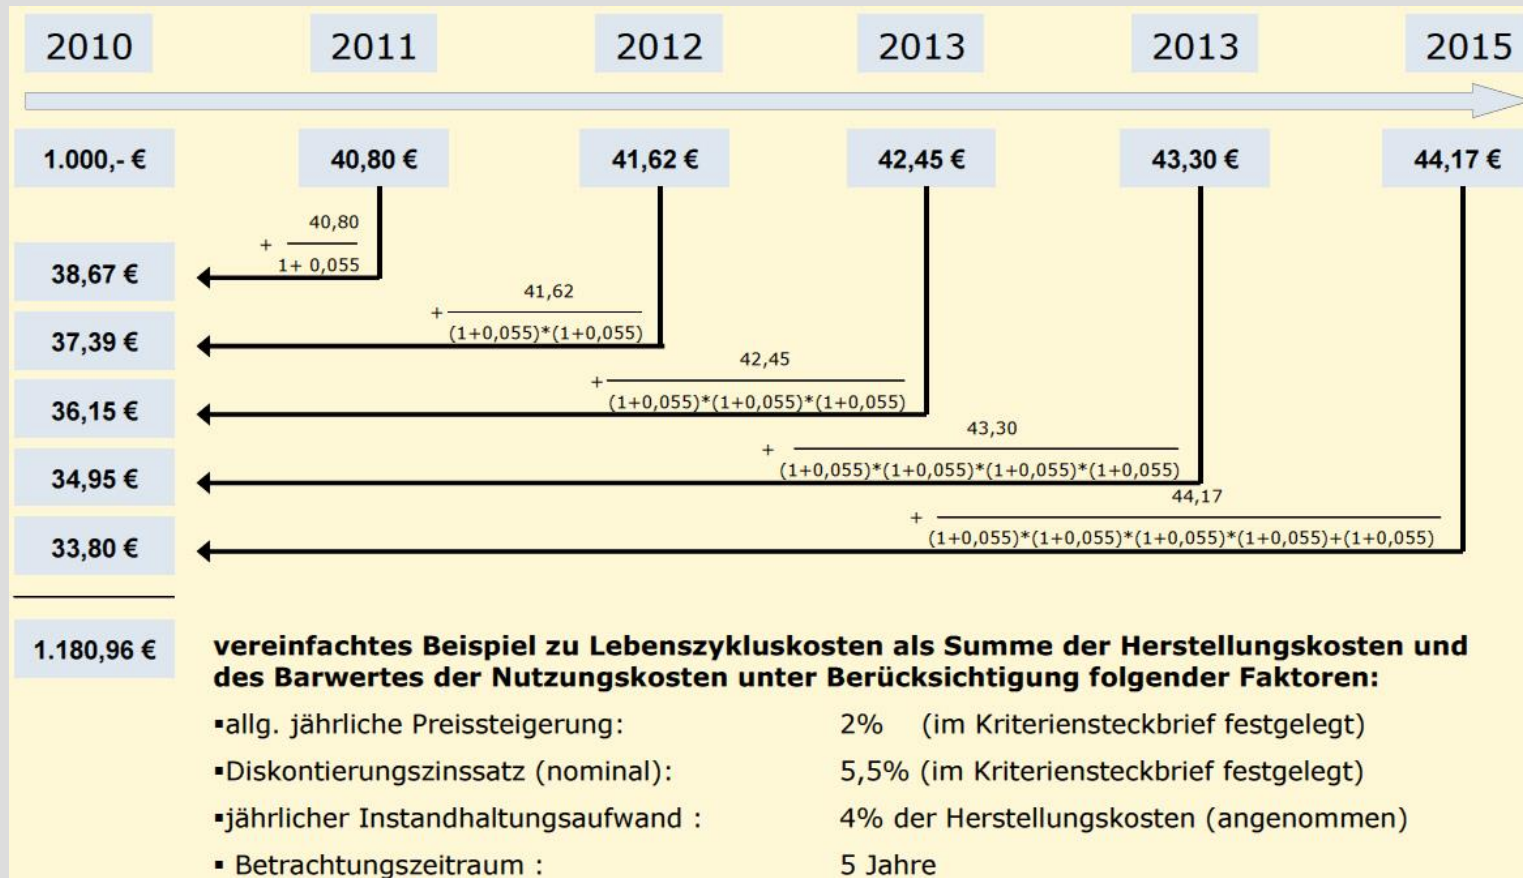 2010 2011 2012 2013 2013 2015
1.000,- € 40,80 € 41,62 € 42,45 € 43,30 € 44,17 €
40,80
+
1+ 0,055
38,67 €
41,62
+
(1+0,055)*(1+0,055)
37,39 €
42,45
+
(1+0,055)*(1+0,055)*(1+0,055)
36,15 €
43,30
+
(1+0,055)*(1+0,055)*(1+0,055)*(1+0,055)
34,95 €
44,17
+
(1+0,055)*(1+0,055)*(1+0,055)*(1+0,055)+(1+0,055)
33,80 €
1.180,96 €
vereinfachtes Beispiel zu Lebenszykluskosten als Summe der Herstellungskosten und
des Barwertes der Nutzungskosten unter Berücksichtigung folgender Faktoren:
▪allg. jährliche Preissteigerung: 2% (im Kriteriensteckbrief festgelegt)
▪Diskontierungszinssatz (nominal): 5,5% (im Kriteriensteckbrief festgelegt)
▪jährlicher Instandhaltungsaufwand : 4% der Herstellungskosten (angenommen)
▪ Betrachtungszeitraum : 5 Jahre